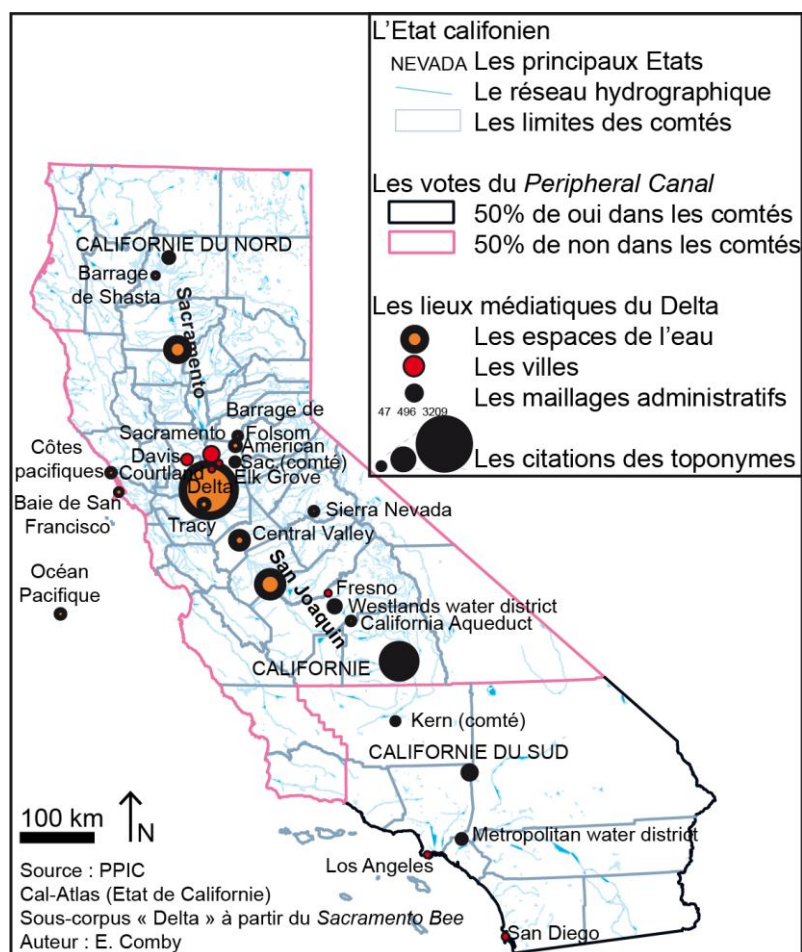 L'Etat califonien
NEVADA Les principaux Etats
Le réseau hydrographique
Les limites des comtés
Les votes du Peripheral Canal
50% de oui dans les comtés
50% de non dans les comtés
Les lieux médiatiques du Delta
Les espaces de l'eau
Les villes
Les maillages administratifs
47 496 3209
Les citations des toponymes
CALIFORNIE DU NORD
Barrage
de Shasta
Sacramento
Barrage de
Folsom
Sacramento
American
Davis
Sac. (comté)
Côtes
pacifiques
Courtland
Elk Grove
Delta
Baie de San
Francisco
Tracy
Sierra Nevada
Central Valley
San Joaquin
Océan
Pacifique
Fresno
Westlands water district
California Aqueduct
CALIFORNIE
Kern (comté)
CALIFORNIE DU SUD
Metropolitan water district
Los Angeles
San Diego
100 km
N
Source : PPIC
Cal-Atlas (Etat de Californie)
Sous-corpus « Delta » à partir du Sacramento Bee
Auteur : E. Comby